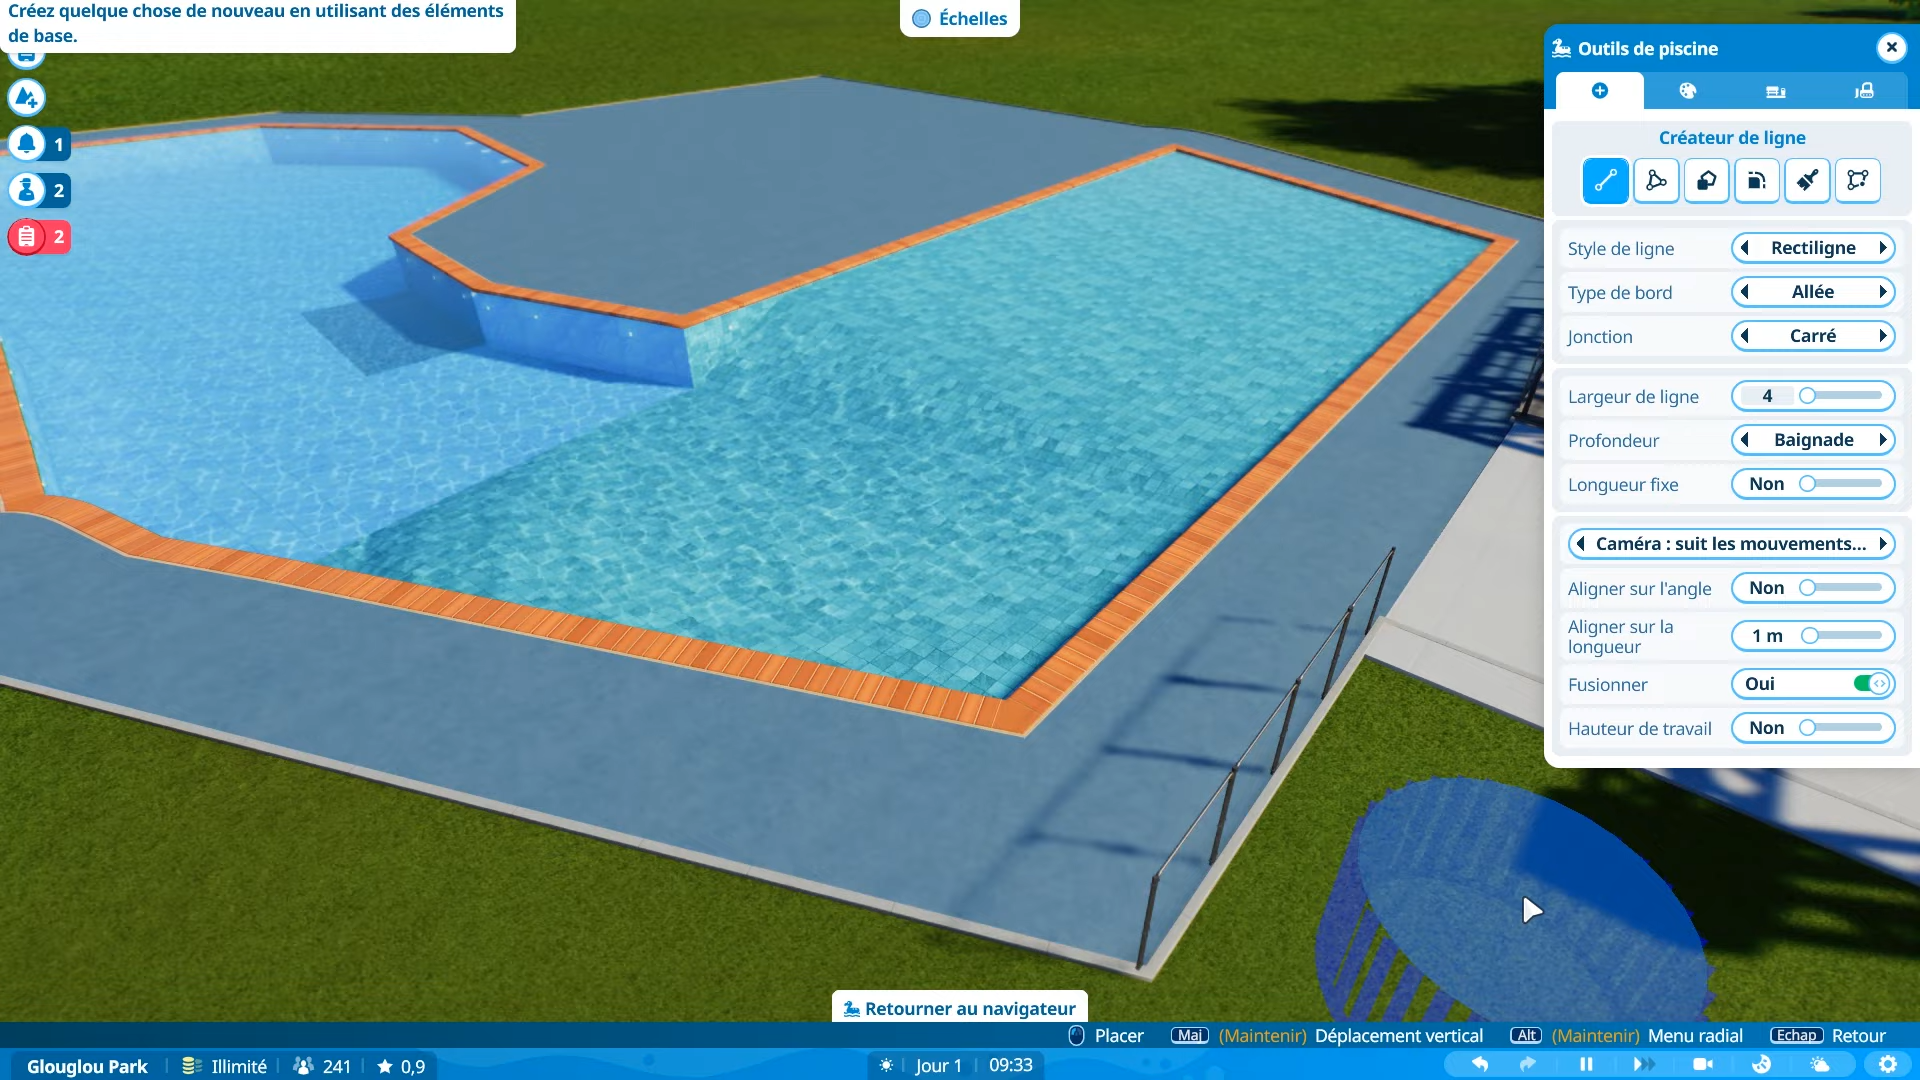 Créez quelque chose de nouveau en utilisant des éléments
de base.
Échelles
1
2
2
Outils de piscine
Créateur de ligne
Style de ligne Rectiligne
Type de bord Allée
Jonction Carré
Largeur de ligne 4
Profondeur Baignade
Longueur fixe Non
Caméra : suit les mouvements...
Aligner sur l'angle Non
Aligner sur la
longueur 1 m
Fusionner Oui
Hauteur de travail Non
Retourner au navigateur
Placer Maj (Maintenir) Déplacement vertical Alt (Maintenir) Menu radial Echap Retour
Glouglou Park Illimité 241 0,9 Jour 1 09:33